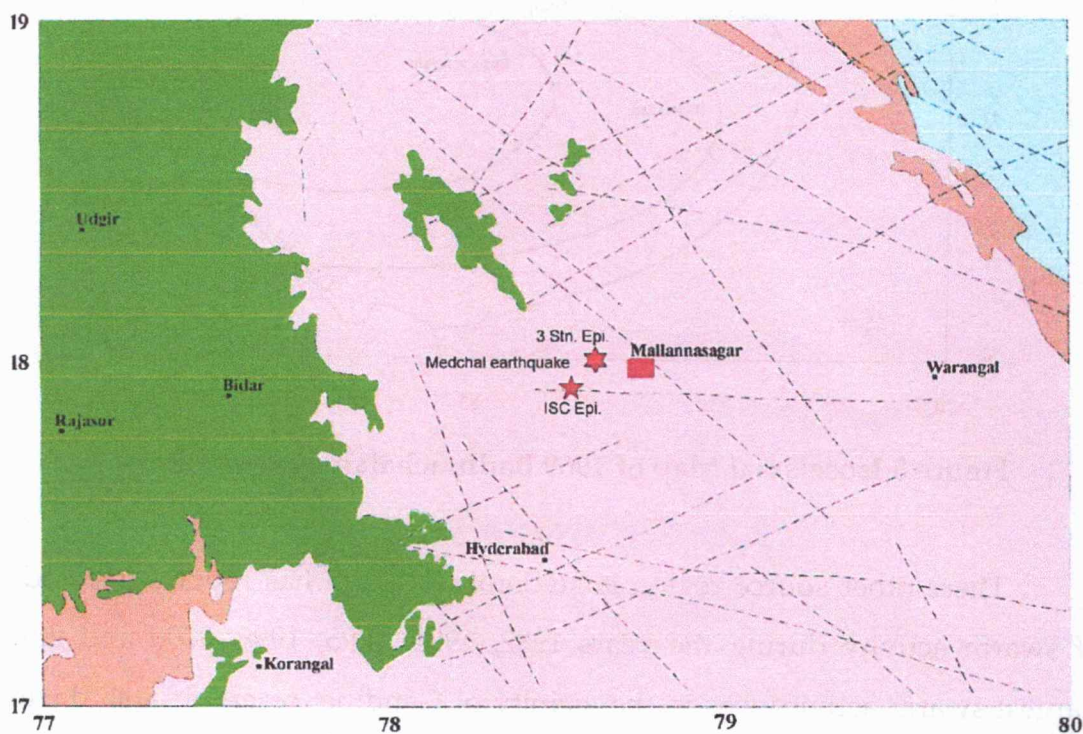 19
Udgir
3 Stn. Epi.
Mallannasagar
18
Medchal earthquake
Warangal
Bidar
ISC Epi.
Rajasur
Hyderabad
Korangal
17
77
78
79
80